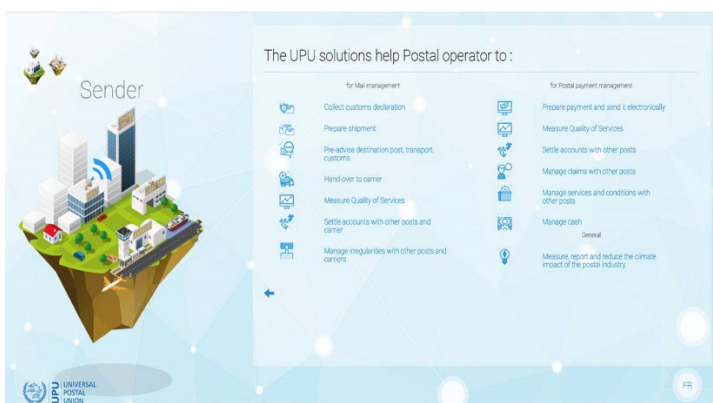 Sender
The UPU solutions help Postal operator to :
for Mail management
Collect customs declaration
Prepare shipment
Pre-advise destination post, transport,
customs
Hand-over to carrier
Measure Quality of Services
Settle accounts with other posts and
carrier
Manage irregularities with other posts and
carriers
for Postal payment management
Prepare payment and send it electronically
Measure Quality of Services
Settle accounts with other posts
Manage claims with other posts
Manage services and conditions with
other posts
Manage cash
General
Measure, report and reduce the climate
impact of the postal industry
UPU
UNIVERSAL
POSTAL
UNION
FR